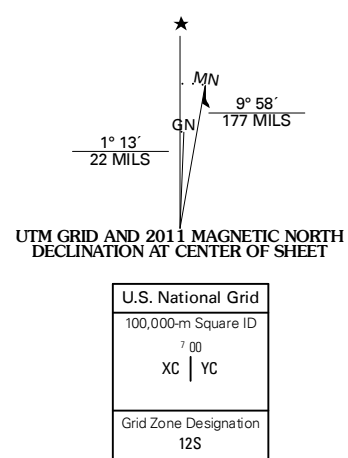 ★
MN
GN
9° 58´
177 MILS
1° 13´
22 MILS
UTM GRID AND 2011 MAGNETIC NORTH
DECLINATION AT CENTER OF SHEET
U.S. National Grid
100,000-m Square ID
7 00
XC | YC
Grid Zone Designation
12S